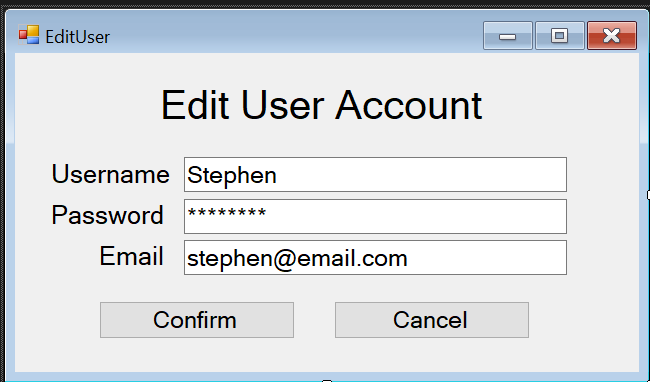 EditUser
Edit User Account
Username Stephen
Password ********
Email stephen@email.com
Confirm Cancel